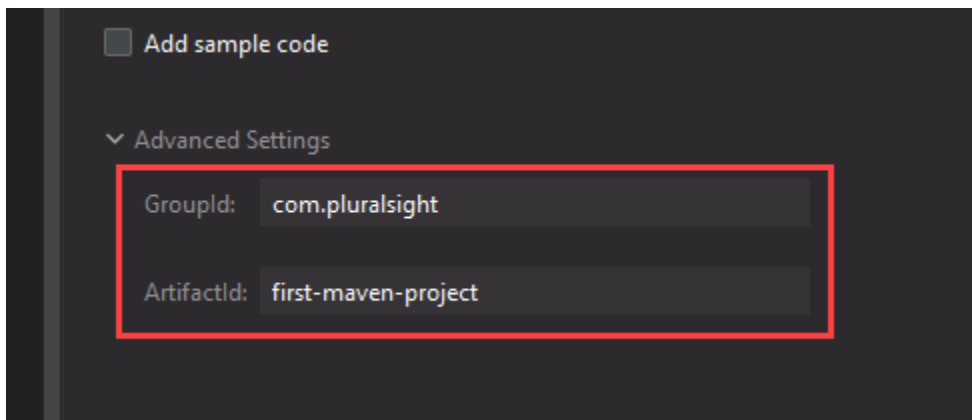 Add sample code
Advanced Settings
GroupId: com.pluralsight
ArtifactId: first-maven-project